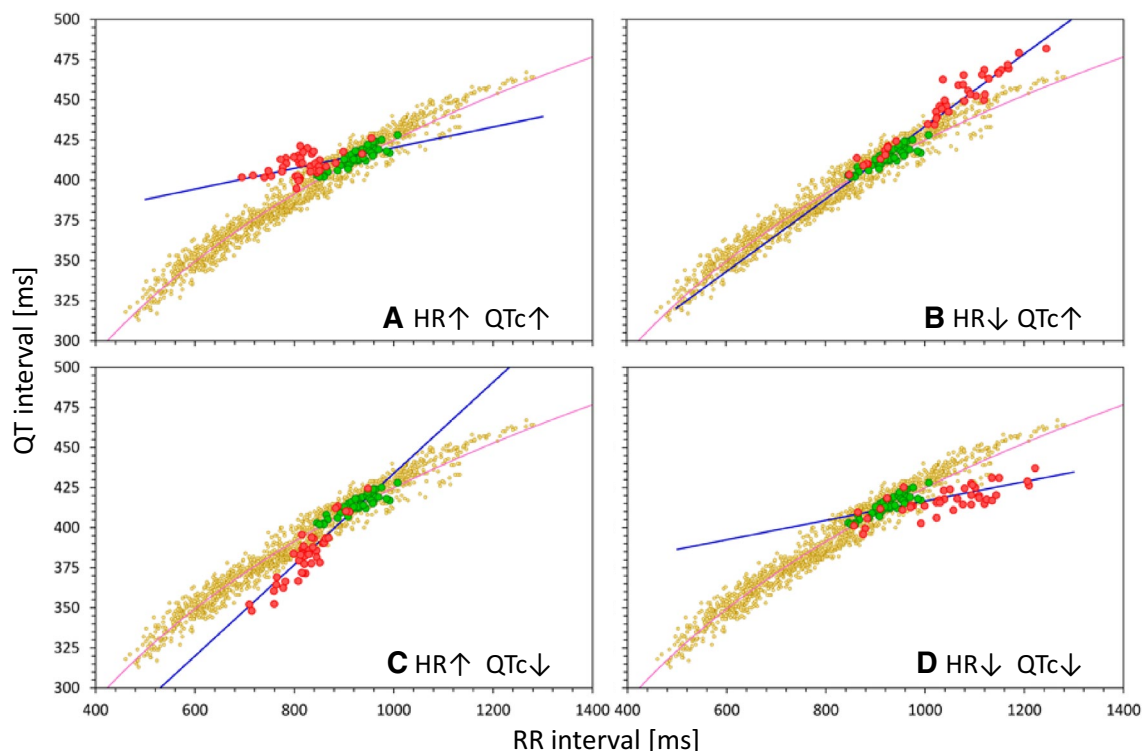 500
475
450
425
400
375
350
325
300
A HR↑ QTc↑
B HR↓ QTc↑
500
475
450
425
400
375
350
325
300
C HR↑ QTc↓
D HR↓ QTc↓
400 600 800 1000 1200 1400 400 600 800 1000 1200 1400
QT interval [ms]
RR interval [ms]